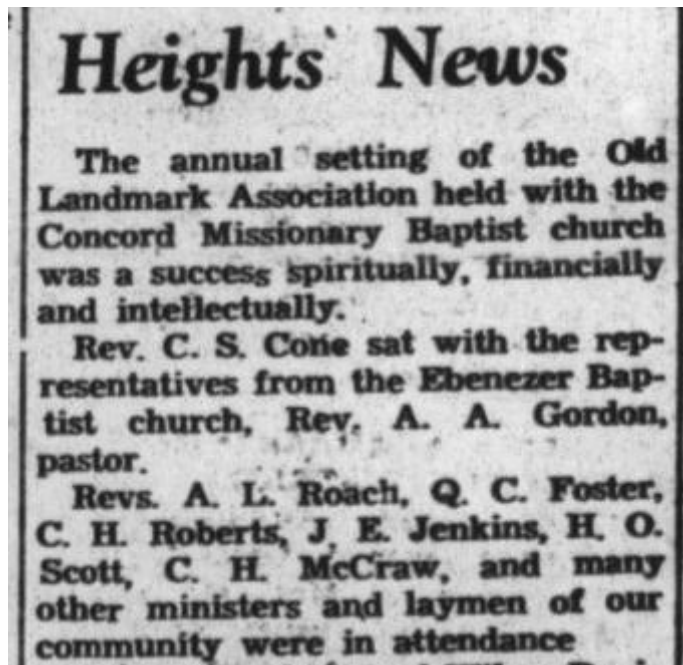 Heights News
The annual setting of the Old
Landmark Association held with the
Concord Missionary Baptist church
was a success spiritually, financially
and intellectually.
Rev. C. S. Cone sat with the rep-
resentatives from the Ebenezer Bap-
tist church, Rev. A. A. Gordon,
pastor.
Revs. A. L. Roach, Q. C. Foster,
C. H. Roberts, J. E. Jenkins, H. O.
Scott, C. H. McCraw, and many
other ministers and laymen of our
community were in attendance